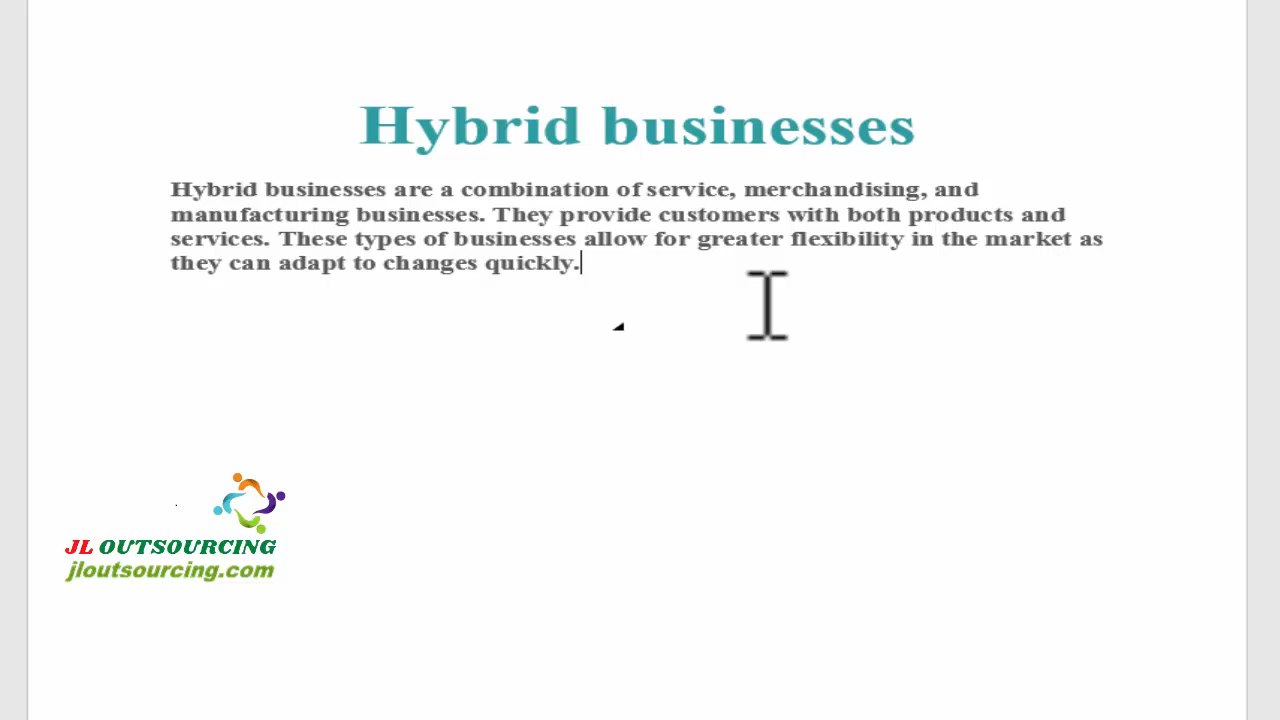 Hybrid businesses
Hybrid businesses are a combination of service, merchandising, and
manufacturing businesses. They provide customers with both products and
services. These types of businesses allow for greater flexibility in the market as
they can adapt to changes quickly.
JL OUTSOURCING
jloutsourcing.com